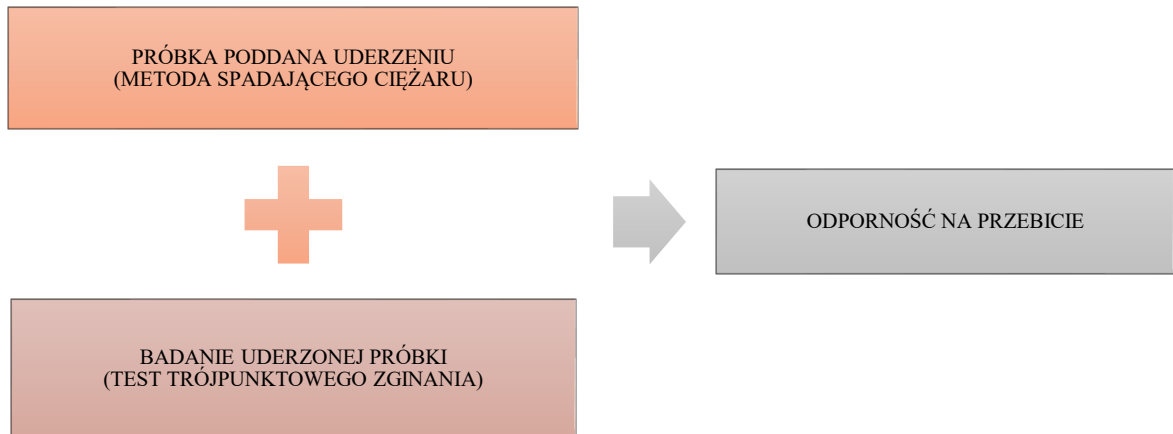 PRÓBKA PODDANA UDERZENIU
(METODA SPADAJĄCEGO CIĘŻARU)
ODPORNOŚĆ NA PRZEBICIE
BADANIE UDERZONEJ PRÓBKI
(TEST TRÓJPUNKTOWEGO ZGINANIA)